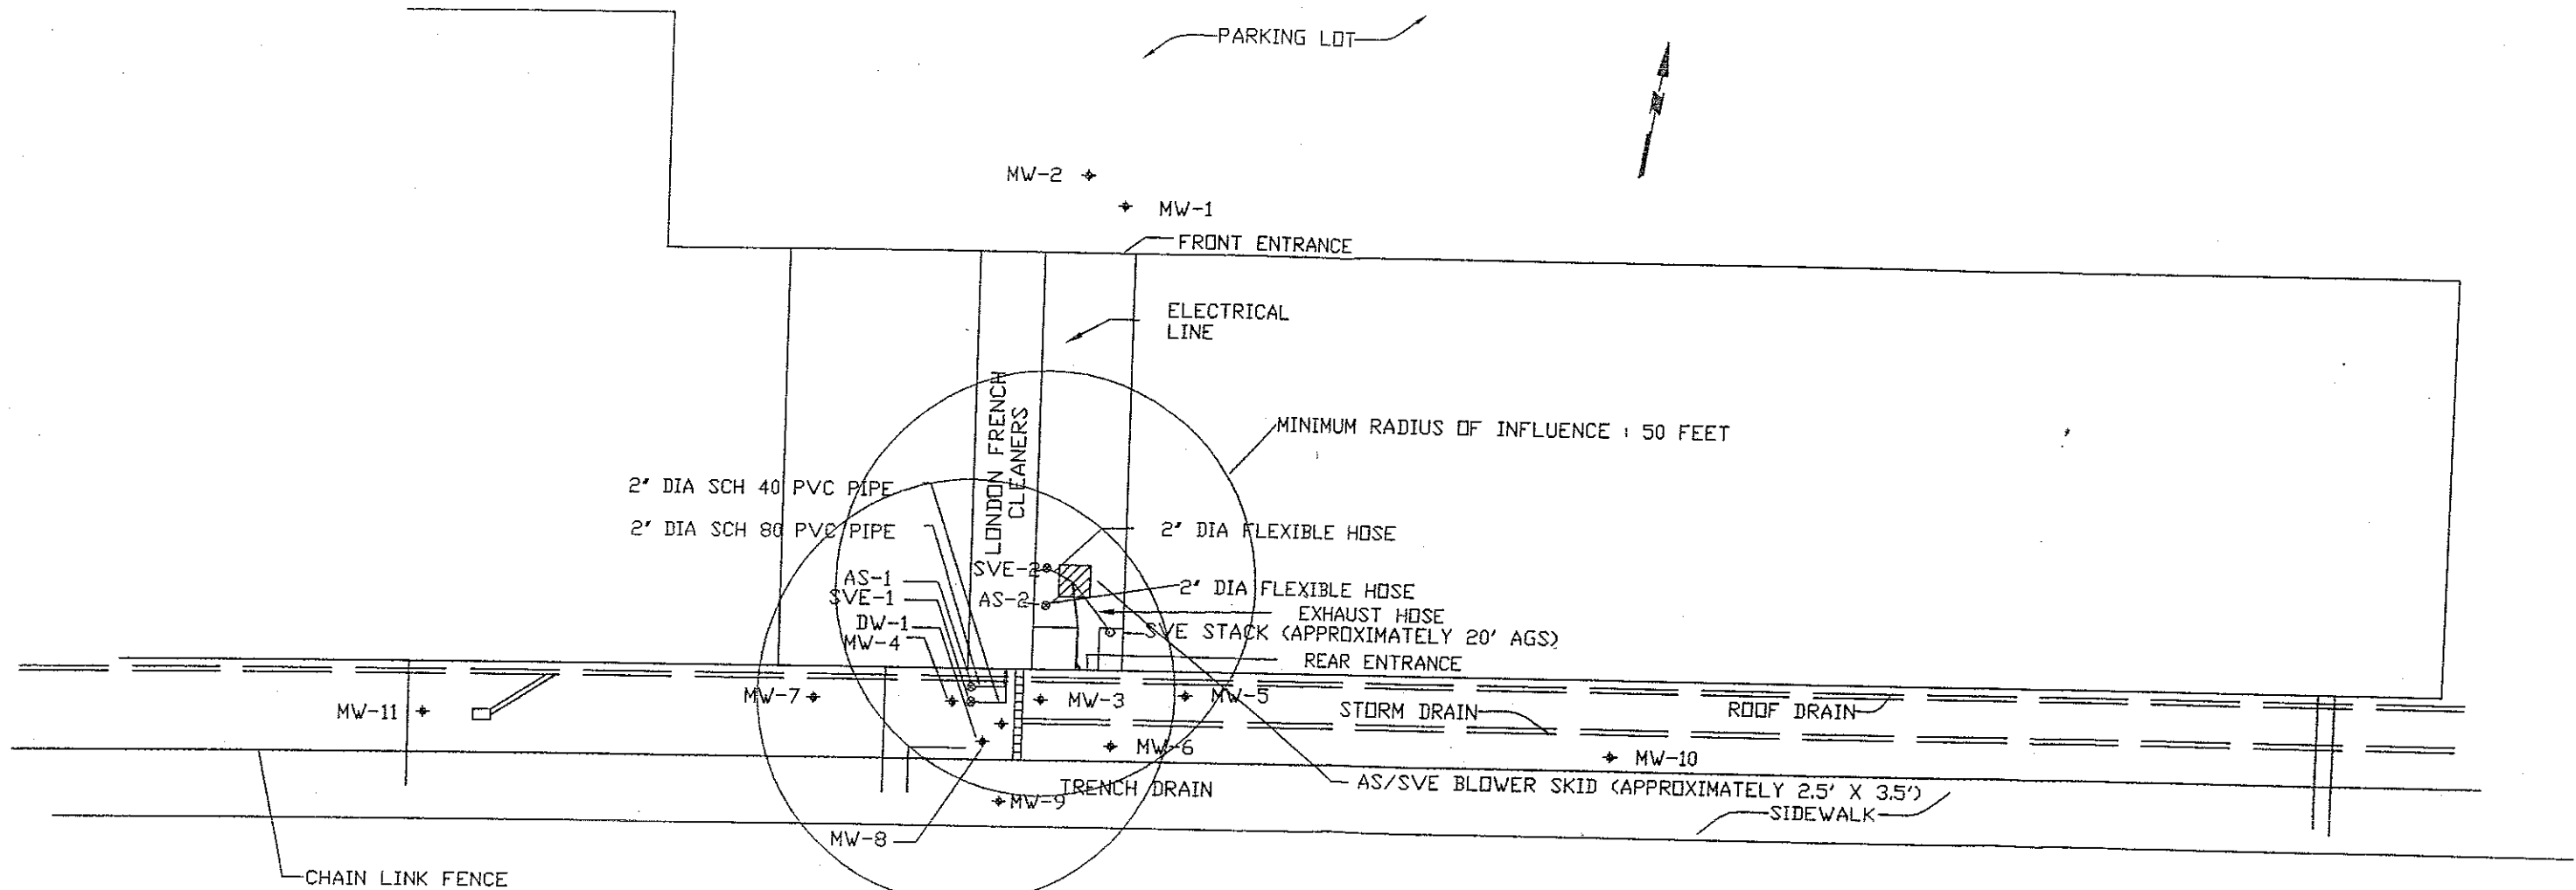 PARKING LOT
N
MW-2
MW-1
FRONT ENTRANCE
ELECTRICAL
LINE
LONDON FRENCH
CLEANERS
MINIMUM RADIUS OF INFLUENCE : 50 FEET
2" DIA SCH 40 PVC PIPE
2" DIA SCH 80 PVC PIPE
2" DIA FLEXIBLE HOSE
SVE-2
AS-1
2" DIA FLEXIBLE HOSE
SVE-1
AS-2
EXHAUST HOSE
DW-1
SVE STACK (APPROXIMATELY 20' AGS)
MW-4
REAR ENTRANCE
MW-7
MW-3
MW-5
MW-11
STORM DRAIN
ROOF DRAIN
MW-6
MW-10
TRENCH DRAIN
AS/SVE BLOWER SKID (APPROXIMATELY 2.5' X 3.5')
MW-9
SIDEWALK
MW-8
CHAIN LINK FENCE